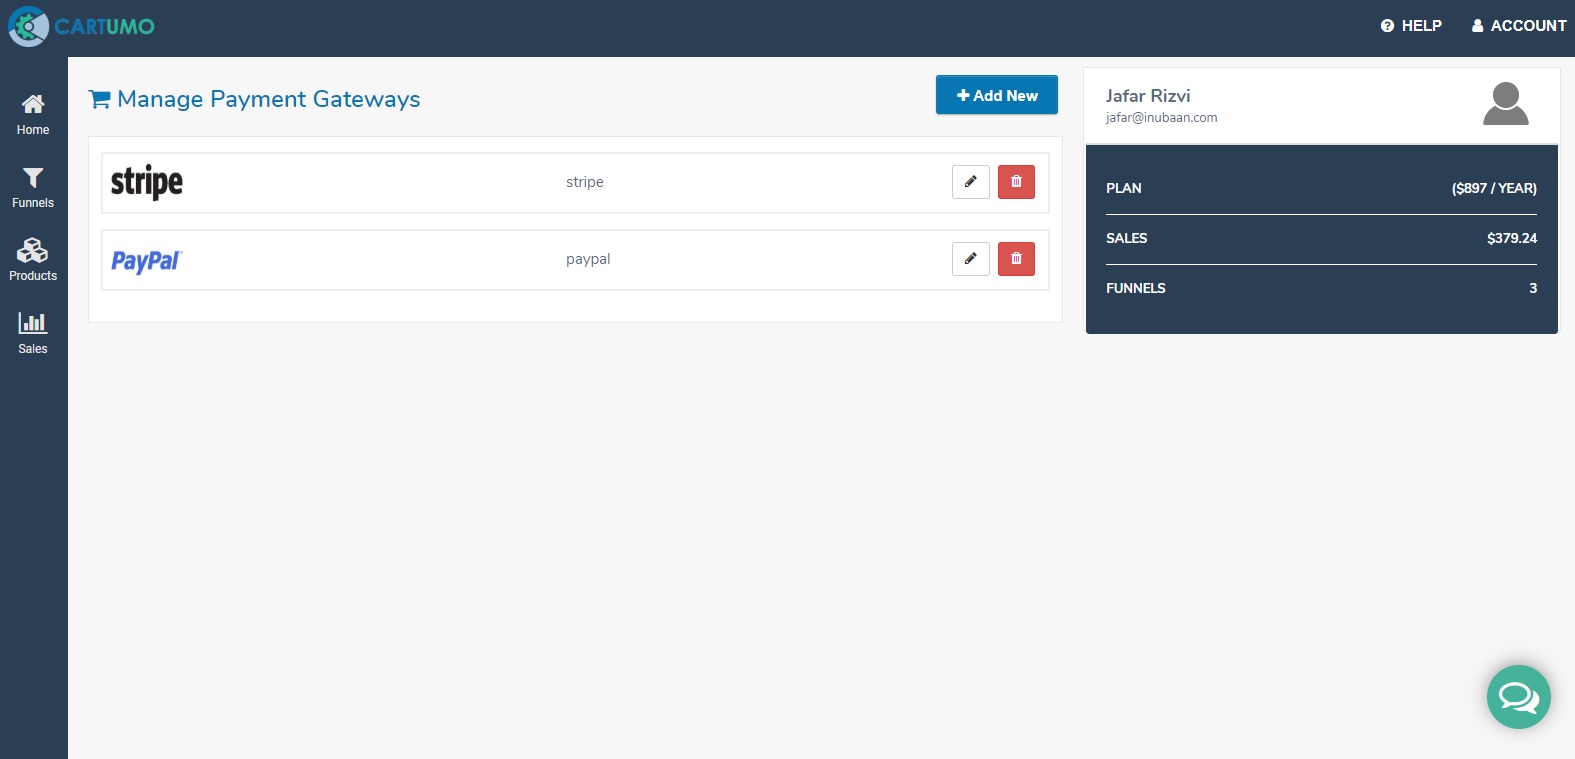 CARTUMO
HELP
ACCOUNT
Home
Funnels
Products
Sales
Manage Payment Gateways
Add New
stripe
stripe
PayPal
paypal
Jafar Rizvi
jafar@inubaan.com
PLAN ($897 / YEAR)
SALES $379.24
FUNNELS 3